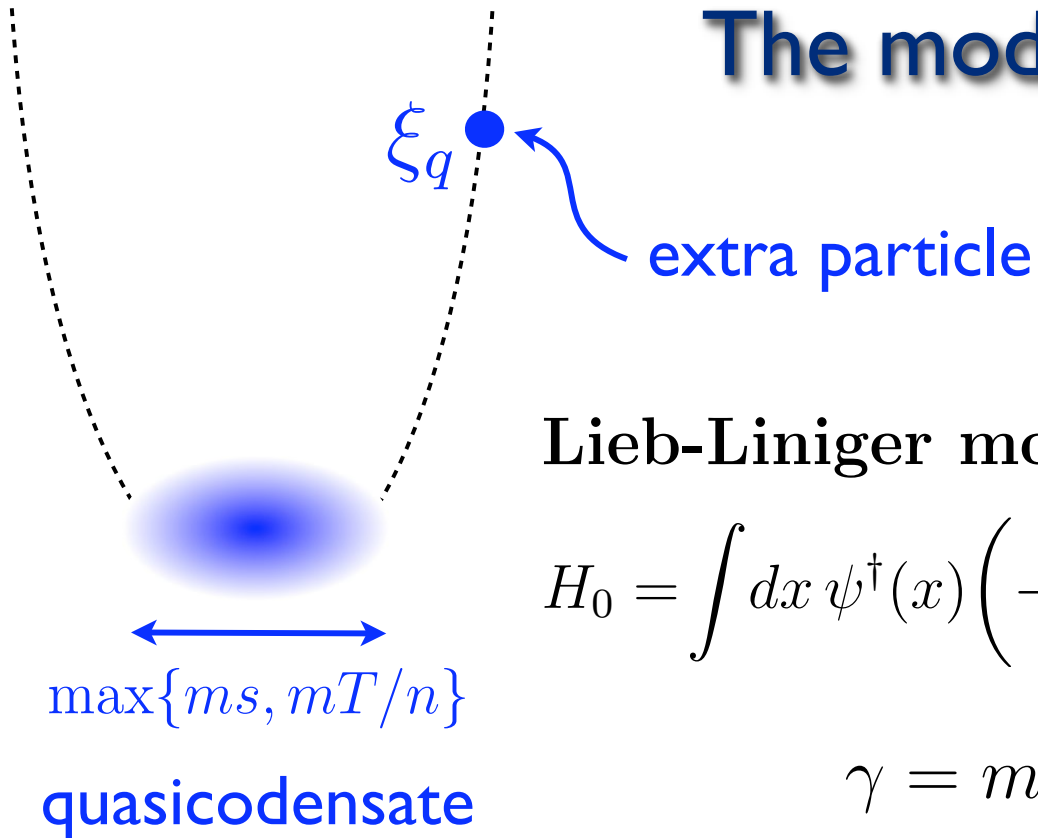 The mod
ξ_q
extra particle
Lieb-Liniger mo
H_0 = ∫ dx ψ^†(x) ( −
max{ms, mT/n}
γ = m
quasicodensate